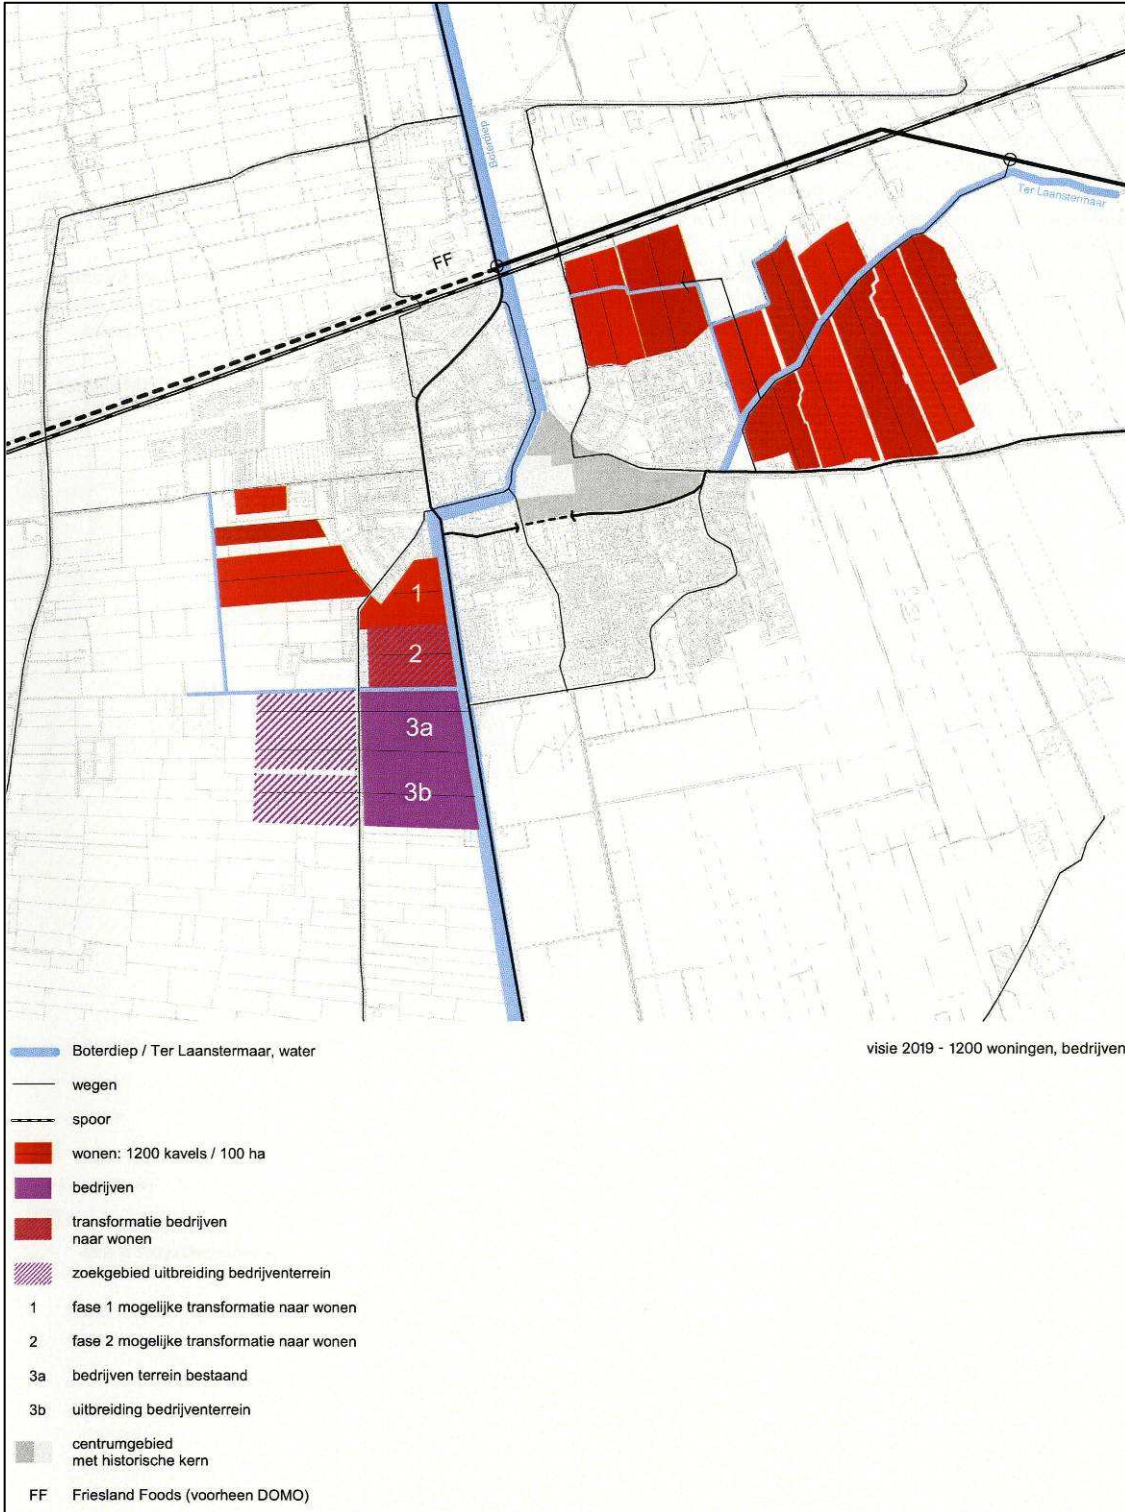 Boterdiep
Ter Laanstermaar
FF
1
2
3a
3b
Boterdiep / Ter Laanstermaar, water
visie 2019 - 1200 woningen, bedrijven
wegen
spoor
wonen: 1200 kavels / 100 ha
bedrijven
transformatie bedrijven
naar wonen
zoekgebied uitbreiding bedrijventerrein
1 fase 1 mogelijke transformatie naar wonen
2 fase 2 mogelijke transformatie naar wonen
3a bedrijven terrein bestaand
3b uitbreiding bedrijventerrein
centrumgebied
met historische kern
FF Friesland Foods (voorheen DOMO)